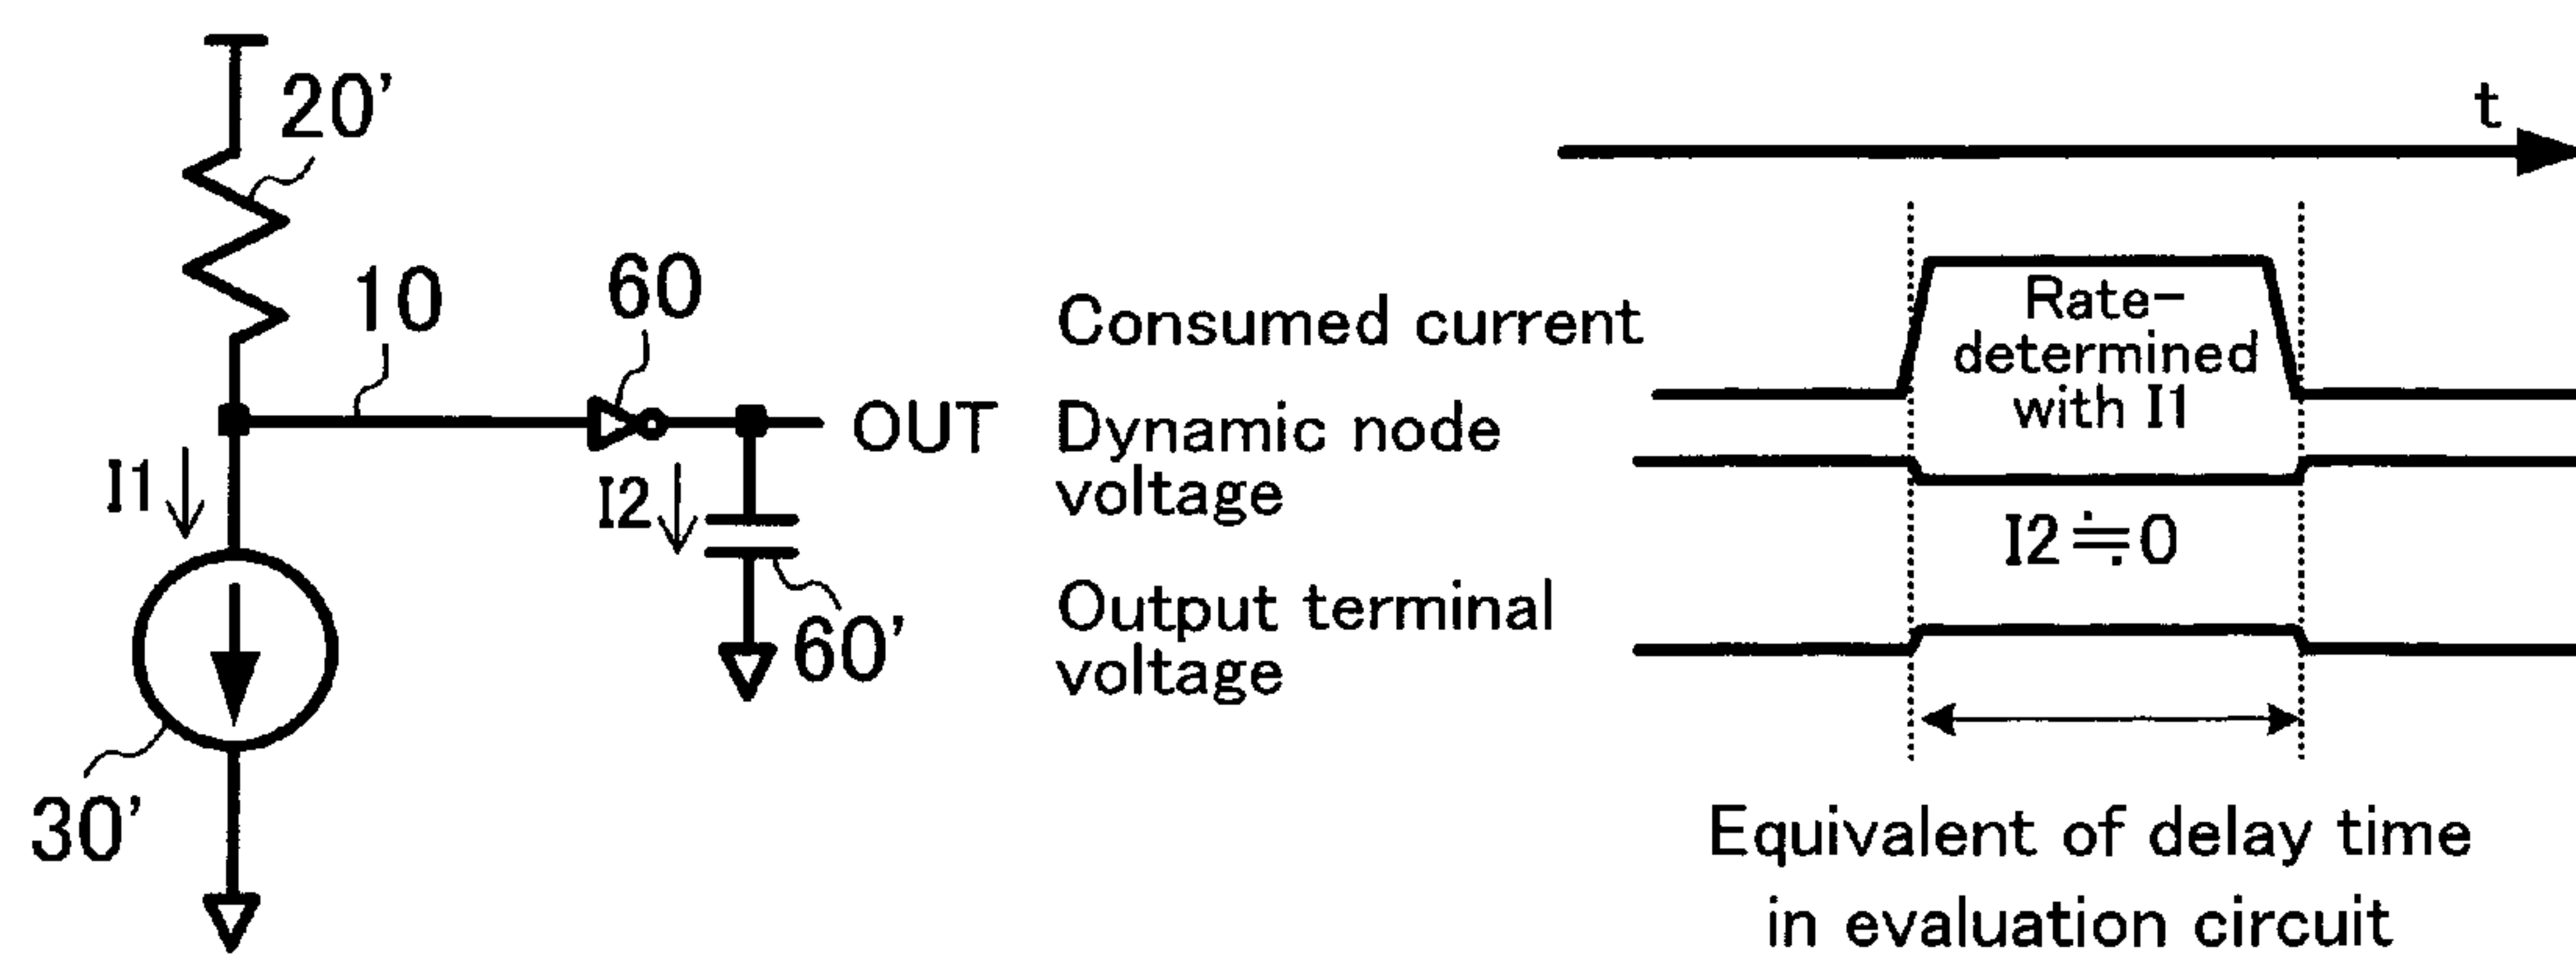 20'
10
60
OUT
I1
I2
60'
30'
t
Consumed current
Rate-
determined
with I1
Dynamic node
voltage
I2≒0
Output terminal
voltage
Equivalent of delay time
in evaluation circuit